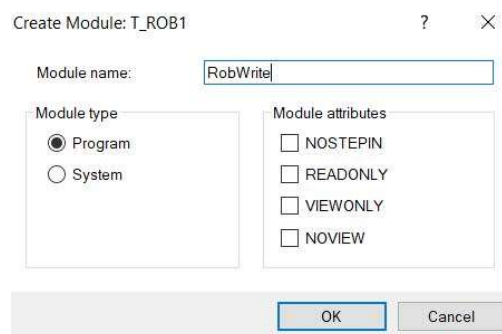 Create Module: T_ROB1 ? ×
Module name: RobWrite
Module type
Program
System
Module attributes
NOSTEPIN
READONLY
VIEWONLY
NOVIEW
OK Cancel